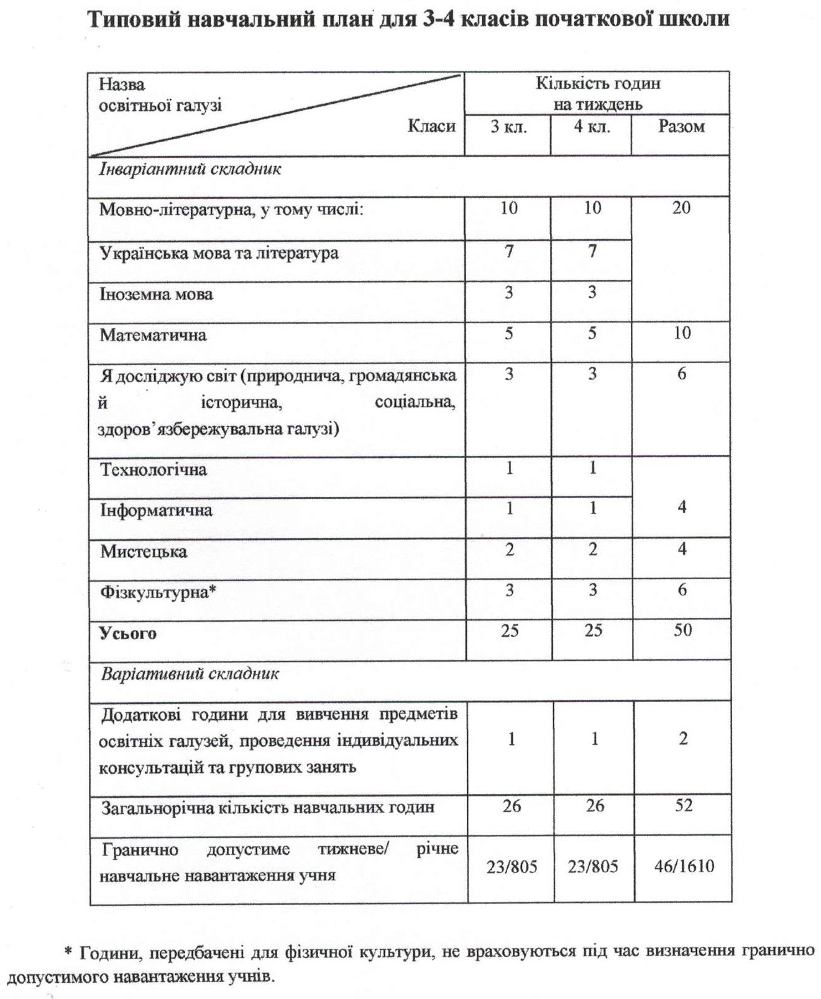 Типовий навчальний план для 3-4 класів початкової школи
Назва
освітньої галузі
Класи
Кількість годин
на тиждень
3 кл. 4 кл. Разом
Інваріантний складник
Мовно-літературна, у тому числі: 10 10 20
Українська мова та література 7 7
Іноземна мова 3 3
Математична 5 5 10
Я досліджую світ (природнича, громадянська 3 3 6
й історична, соціальна,
здоров’язбережувальна галузі)
Технологічна 1 1
Інформатична 1 1 4
Мистецька 2 2 4
Фізкультурна* 3 3 6
Усього 25 25 50
Варіативний складник
Додаткові години для вивчення предметів
освітніх галузей, проведення індивідуальних 1 1 2
консультацій та групових занять
Загальнорічна кількість навчальних годин 26 26 52
Гранично допустиме тижневе/ річне
навчальне навантаження учня 23/805 23/805 46/1610
* Години, передбачені для фізичної культури, не враховуються під час визначення гранично
допустимого навантаження учнів.